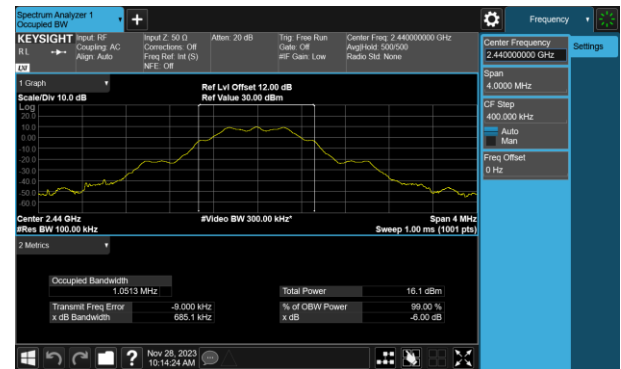 Spectrum Analyzer 1
Occupied BW
Frequency
KEYSIGHT Input: RF
RL Coupling: AC
Align: Auto
Input Z: 50 Ω
Corrections: Off
Freq Ref: Int (S)
NFE: Off
Atten: 20 dB
Trig: Free Run
Gate: Off
#IF Gain: Low
Center Freq: 2.440000000 GHz
Avg|Hold: 500/500
Radio Std: None
Center Frequency
2.440000000 GHz
Settings
Span
4.0000 MHz
CF Step
400.000 kHz
Auto
Man
Freq Offset
0 Hz
1 Graph
Scale/Div 10.0 dB
Ref Lvl Offset 12.00 dB
Ref Value 30.00 dBm
Log
20.0
10.0
0.00
-10.0
-20.0
-30.0
-40.0
-50.0
-60.0
Center 2.44 GHz
#Video BW 300.00 kHz*
Span 4 MHz
#Res BW 100.00 kHz
Sweep 1.00 ms (1001 pts)
2 Metrics
Occupied Bandwidth
1.0513 MHz
Total Power 16.1 dBm
Transmit Freq Error -9.000 kHz
% of OBW Power 99.00 %
x dB Bandwidth 685.1 kHz
x dB -6.00 dB
?
Nov 28, 2023
10:14:24 AM